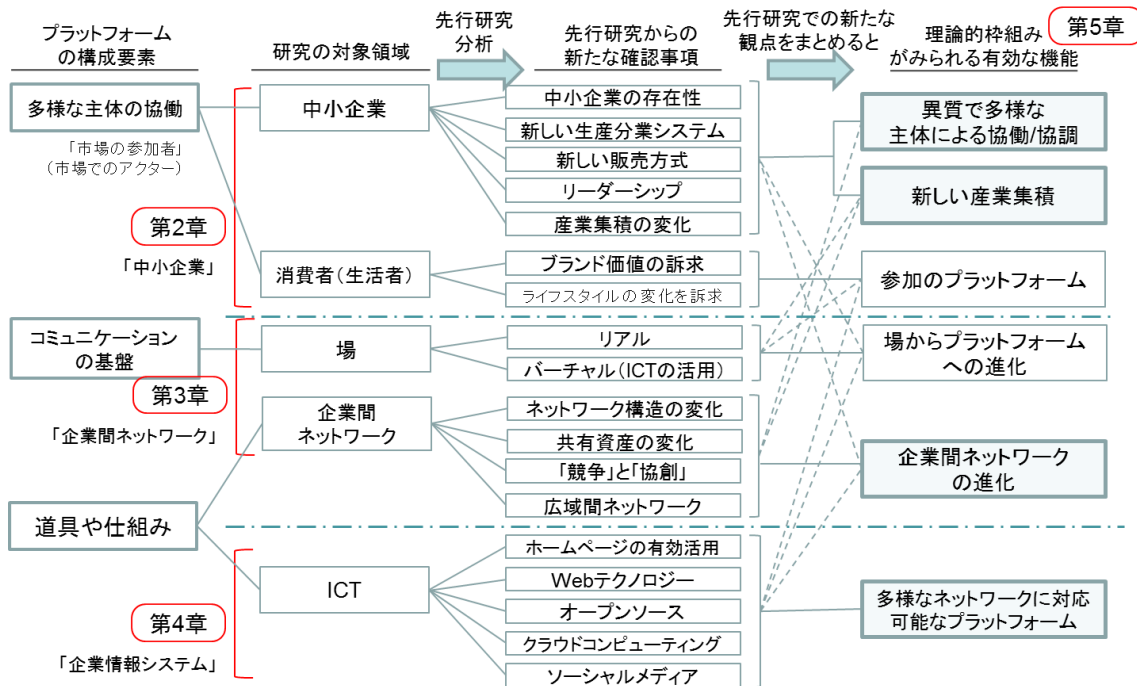 プラットフォーム
の構成要素
研究の対象領域
先行研究
分析
先行研究からの
新たな確認事項
先行研究での新たな
観点をまとめると
理論的枠組み
がみられる有効な機能
第5章
多様な主体の協働
「市場の参加者」
(市場でのアクター)
第2章
「中小企業」
コミュニケーション
の基盤
第3章
「企業間ネットワーク」
道具や仕組み
第4章
「企業情報システム」
中小企業
消費者(生活者)
場
企業間
ネットワーク
ICT
中小企業の存在性
新しい生産分業システム
新しい販売方式
リーダーシップ
産業集積の変化
ブランド価値の訴求
ライフスタイルの変化を訴求
リアル
バーチャル(ICTの活用)
ネットワーク構造の変化
共有資産の変化
「競争」と「協創」
広域間ネットワーク
ホームページの有効活用
Webテクノロジー
オープンソース
クラウドコンピューティング
ソーシャルメディア
異質で多様な
主体による協働/協調
新しい産業集積
参加のプラットフォーム
場からプラットフォーム
への進化
企業間ネットワーク
の進化
多様なネットワークに対応
可能なプラットフォーム